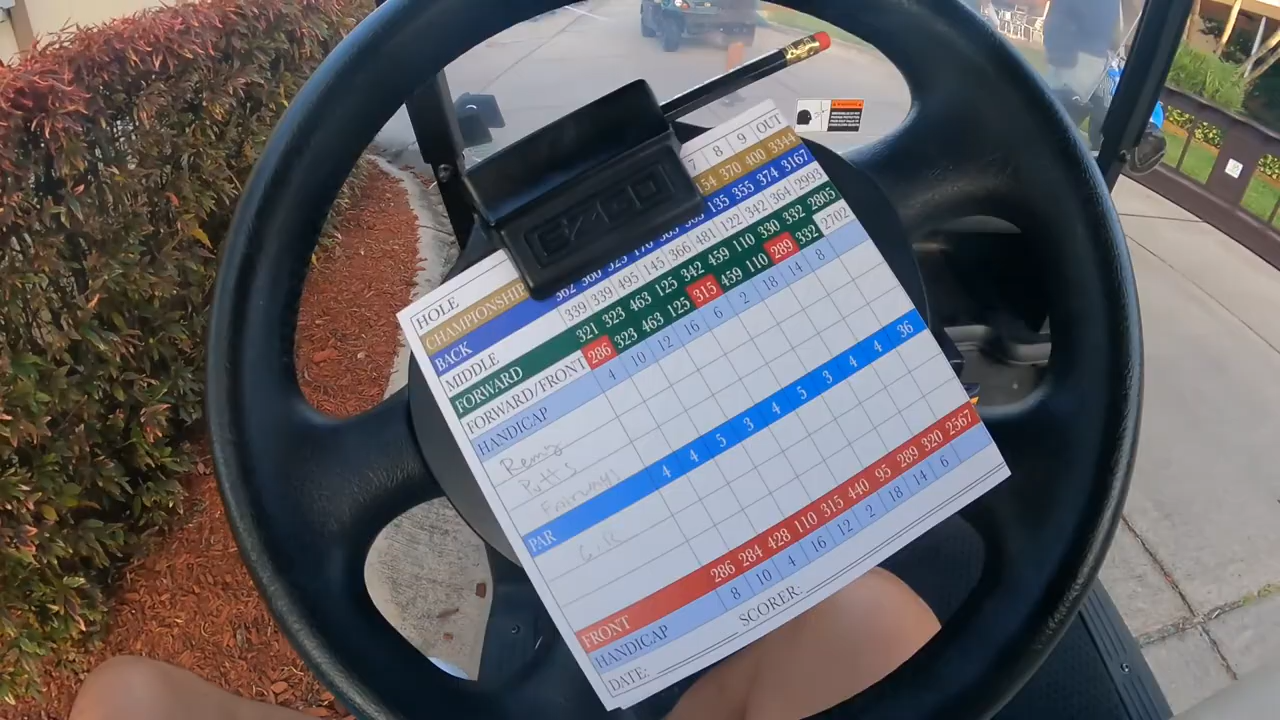 EZGO
HOLE 7 8 9 OUT
CHAMPIONSHIP 370 400 3344
BACK 135 355 374 3167
MIDDLE 339 339 495 145 366 481 122 342 364 2993
FORWARD 321 323 463 125 342 459 110 330 332 2805
FORWARD/FRONT 286 323 463 125 315 459 110 289 332 2702
HANDICAP 4 10 12 16 6 2 18 14 8
Remy
Putts
Fairways
PAR 4 4 5 3 4 5 3 4 4 36
GIR
FRONT 286 284 428 110 315 440 95 289 320 2567
HANDICAP 8 10 4 16 12 2 18 14 6
DATE: SCORER: